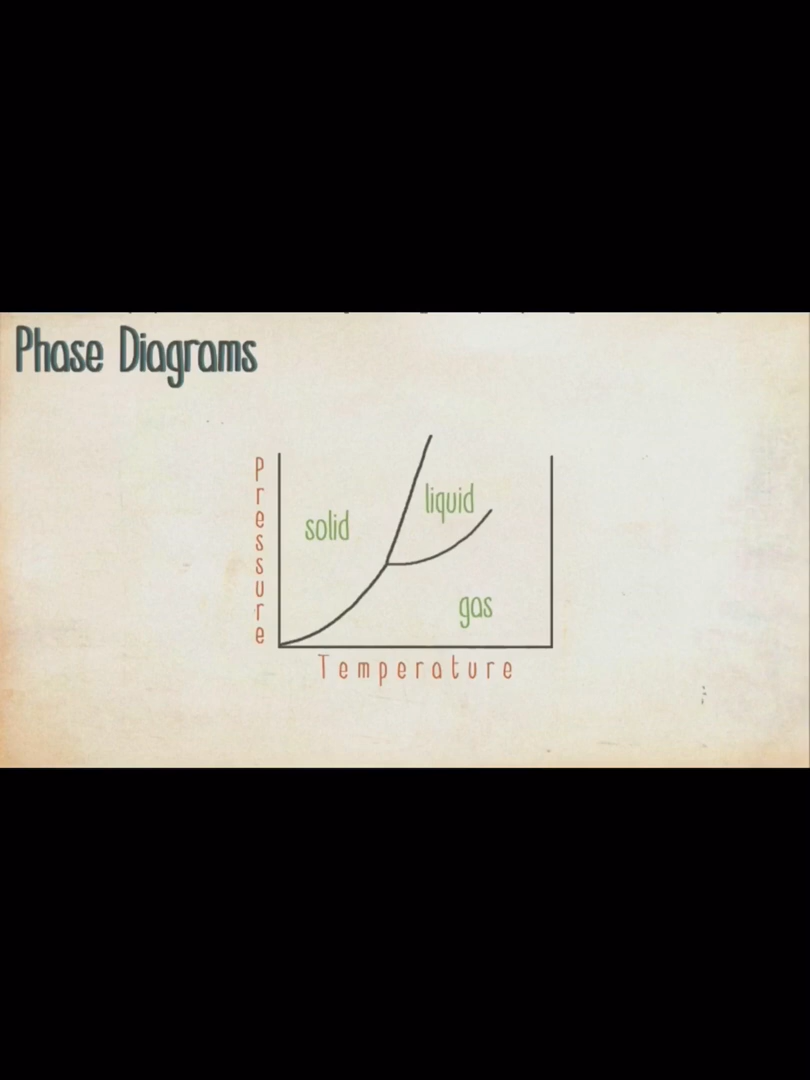 Phase Diagrams
Pressure
solid
liquid
gas
Temperature